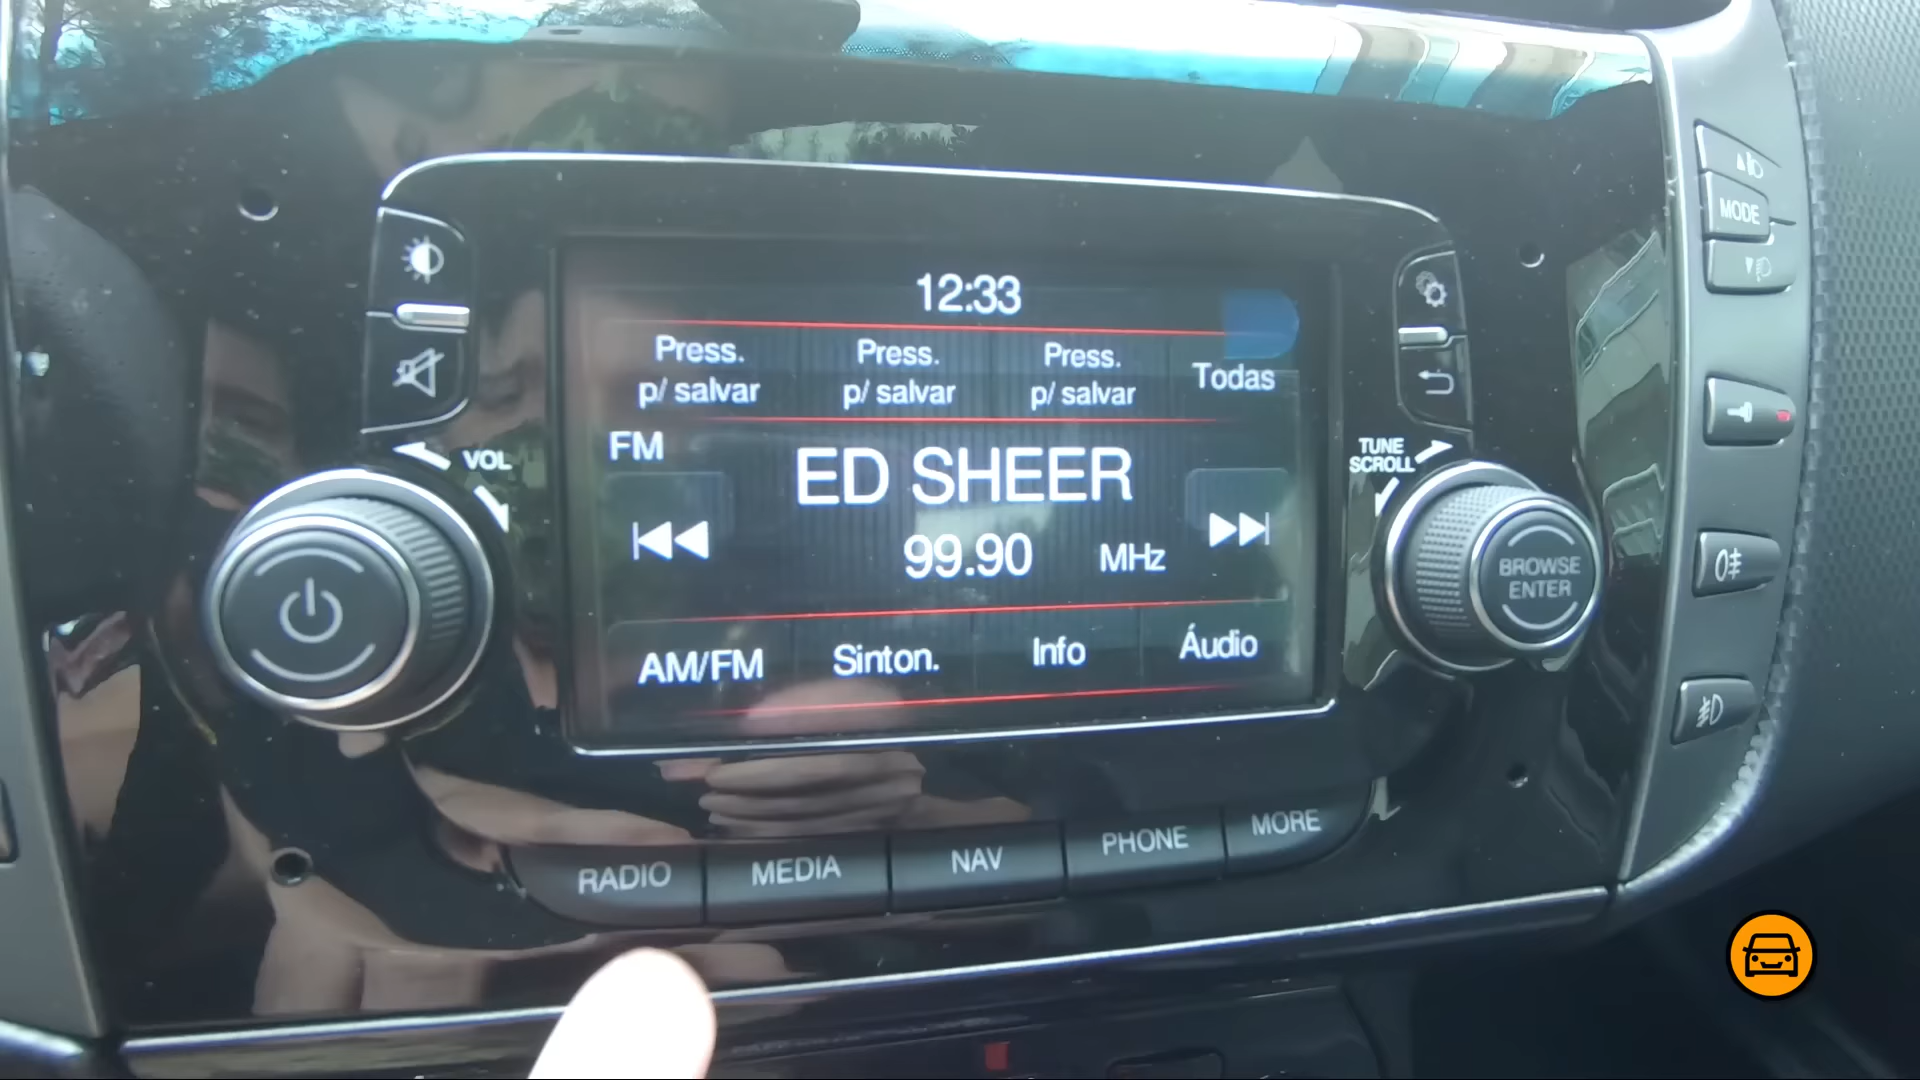 12:33
Press.
p/ salvar
Press.
p/ salvar
Press.
p/ salvar
Todas
FM
ED SHEER
99.90 MHz
AM/FM
Sinton.
Info
Áudio
VOL
TUNE
SCROLL
BROWSE
ENTER
MODE
RADIO
MEDIA
NAV
PHONE
MORE